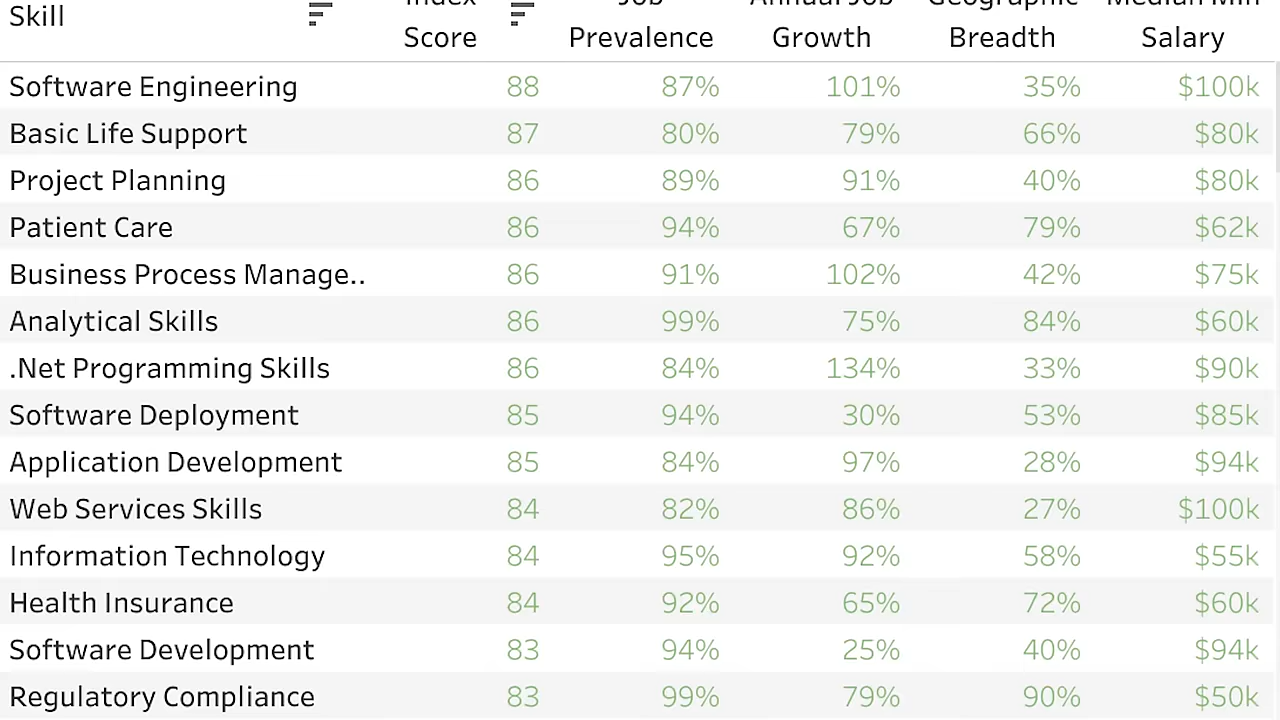 Skill Index Job Annual Job Geographic Median Min
Score Prevalence Growth Breadth Salary
Software Engineering 88 87% 101% 35% $100k
Basic Life Support 87 80% 79% 66% $80k
Project Planning 86 89% 91% 40% $80k
Patient Care 86 94% 67% 79% $62k
Business Process Manage.. 86 91% 102% 42% $75k
Analytical Skills 86 99% 75% 84% $60k
.Net Programming Skills 86 84% 134% 33% $90k
Software Deployment 85 94% 30% 53% $85k
Application Development 85 84% 97% 28% $94k
Web Services Skills 84 82% 86% 27% $100k
Information Technology 84 95% 92% 58% $55k
Health Insurance 84 92% 65% 72% $60k
Software Development 83 94% 25% 40% $94k
Regulatory Compliance 83 99% 79% 90% $50k